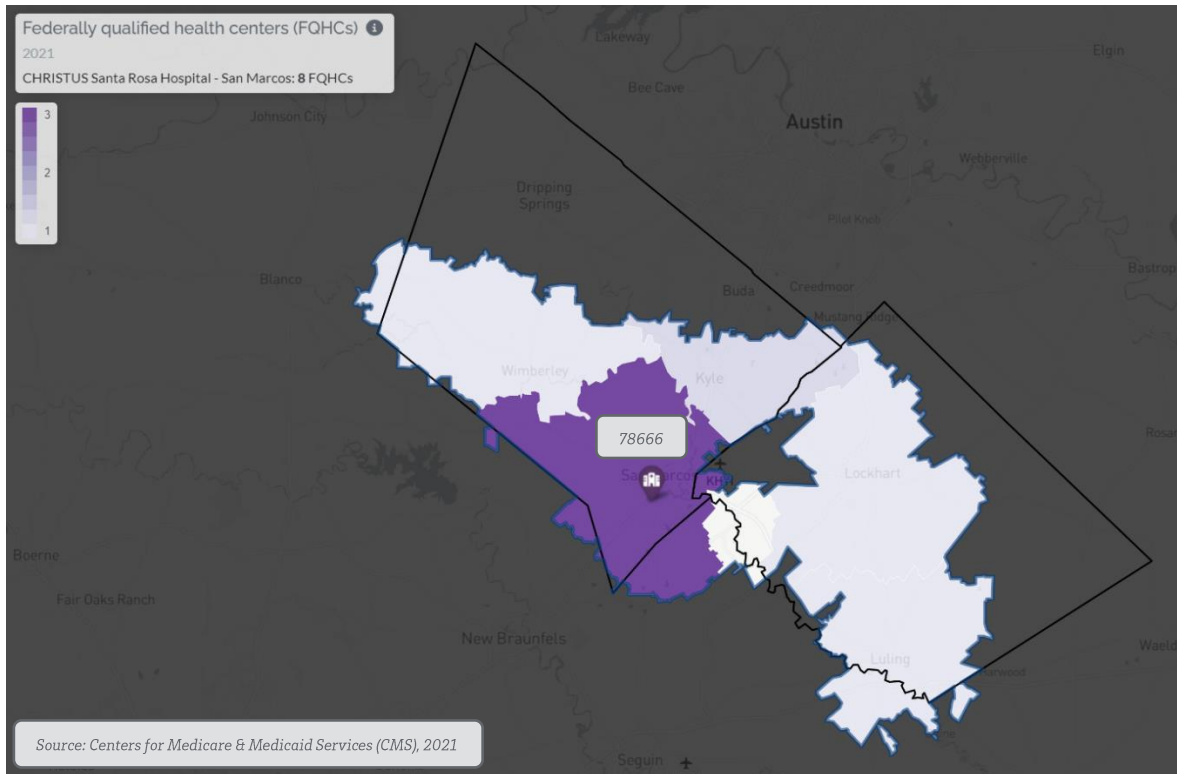 Federally qualified health centers (FQHCs)
2021
CHRISTUS Santa Rosa Hospital - San Marcos: 8 FQHCs
3
2
1
Lakeway
Elgin
Bee Cave
Johnson City
Austin
Webberville
Dripping
Springs
Pilot Knob
Bastrop
Blanco
Buda
Creedmoor
Mustang Ridge
Wimberley
Kyle
78666
Lockhart
Boerne
Fair Oaks Ranch
New Braunfels
Luling
Seguin
Source: Centers for Medicare & Medicaid Services (CMS), 2021